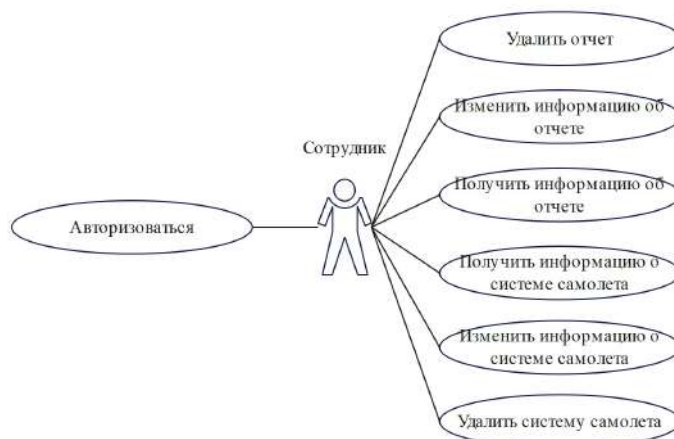 Удалить отчет
Изменить информацию об
отчете
Сотрудник
Получить информацию об
отчете
Авторизоваться
Получить информацию о
системе самолета
Изменить информацию о
системе самолета
Удалить систему самолета